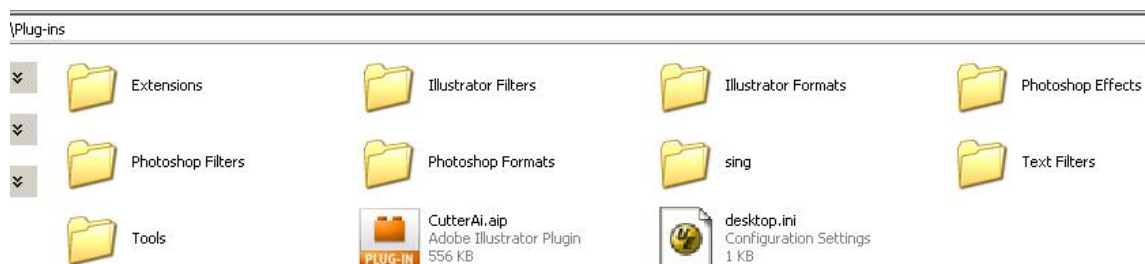 \Plug-ins
Extensions
Illustrator Filters
Illustrator Formats
Photoshop Effects
Photoshop Filters
Photoshop Formats
sing
Text Filters
Tools
CutterAi.aip
Adobe Illustrator Plugin
556 KB
PLUG-IN
desktop.ini
Configuration Settings
1 KB